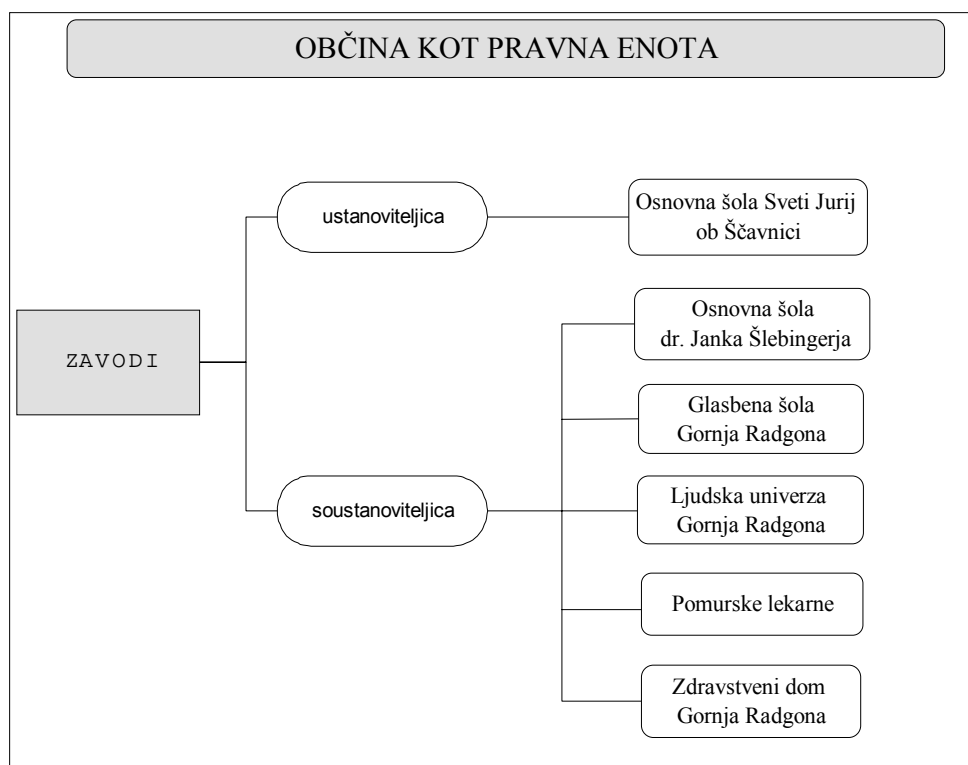 OBČINA KOT PRAVNA ENOTA
ustanoviteljica
Osnovna šola Sveti Jurij
ob Ščavnici
ZAVODI
Osnovna šola
dr. Janka Šlebingerja
Glasbena šola
Gornja Radgona
soustanoviteljica
Ljudska univerza
Gornja Radgona
Pomurske lekarne
Zdravstveni dom
Gornja Radgona